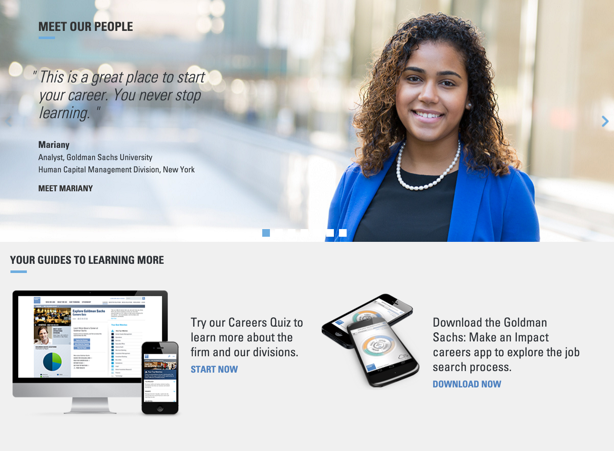 MEET OUR PEOPLE
" This is a great place to start
your career. You never stop
learning. "
Mariany
Analyst, Goldman Sachs University
Human Capital Management Division, New York
MEET MARIANY
YOUR GUIDES TO LEARNING MORE
Explore Goldman Sachs
Try our Careers Quiz to
learn more about the
firm and our divisions.
START NOW
Download the Goldman
Sachs: Make an Impact
careers app to explore the job
search process.
DOWNLOAD NOW